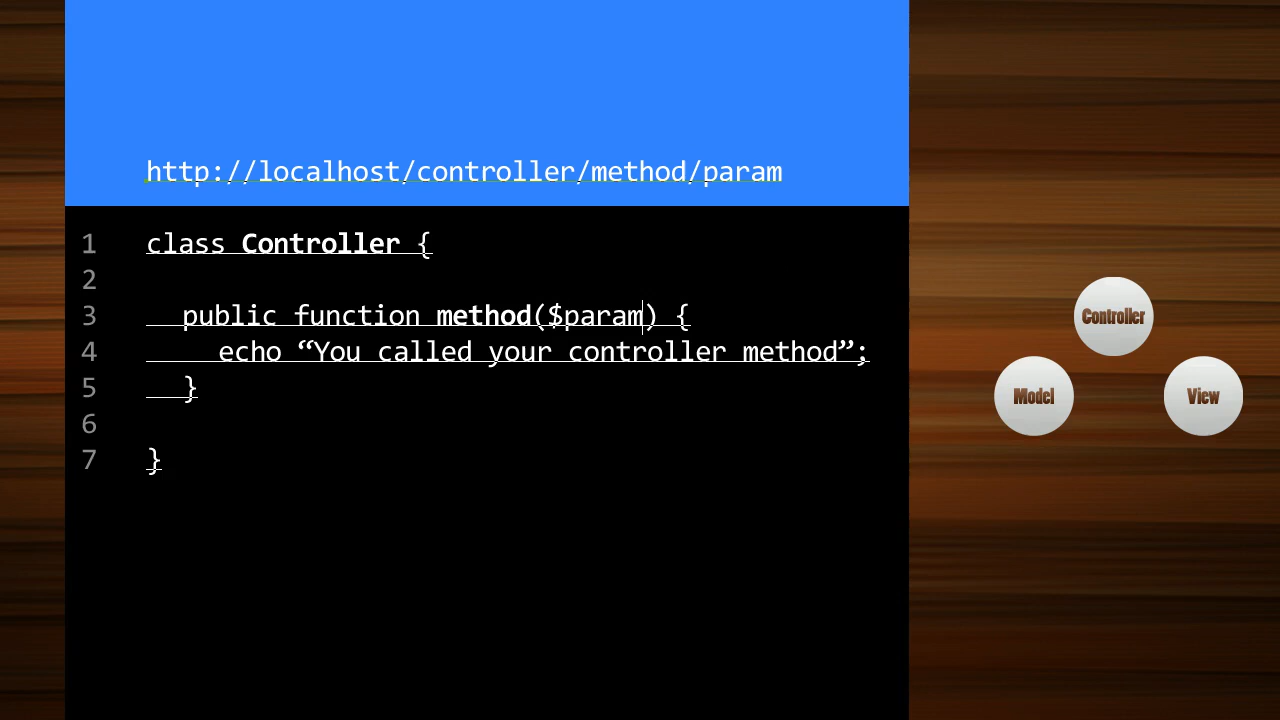 http://localhost/controller/method/param
1 class Controller {
2
3 public function method($param) {
4 echo “You called your controller method”;
5 }
6
7 }
Controller
Model
View